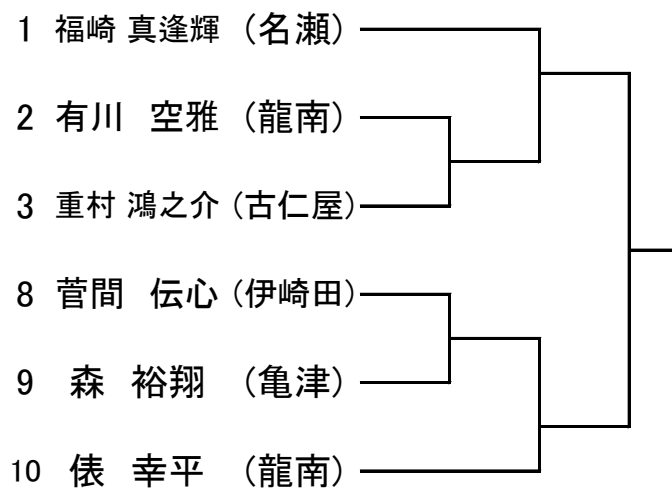 1 福崎 真逢輝 (名瀬)
2 有川 空雅 (龍南)
3 重村 鴻之介 (古仁屋)
8 菅間 伝心 (伊崎田)
9 森 裕翔 (亀津)
10 俵 幸平 (龍南)